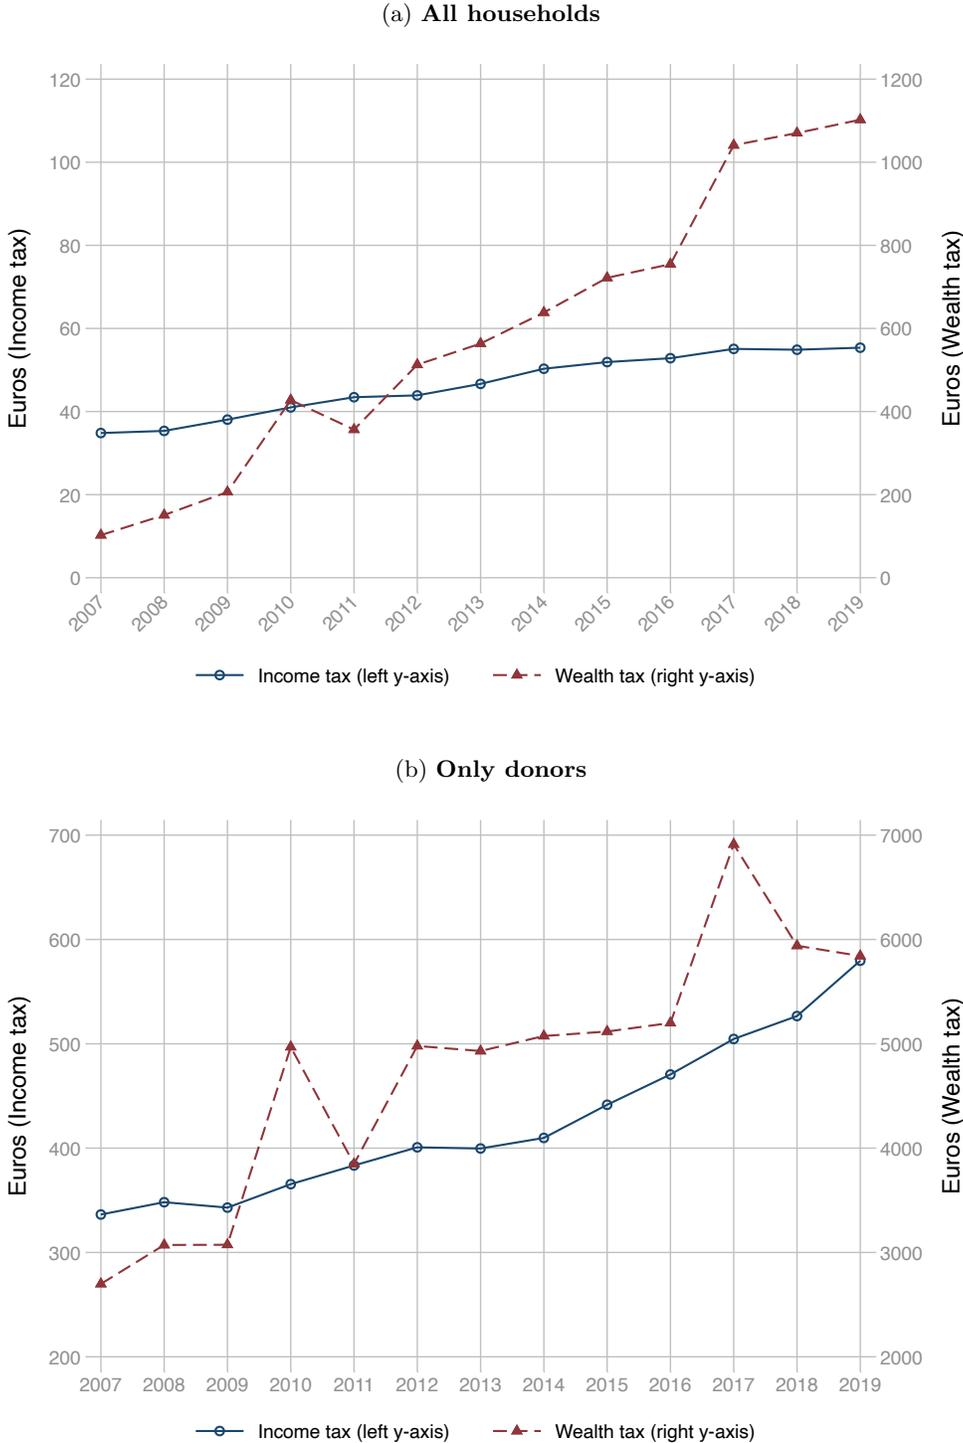 (a) All households
120 1200
100 1000
80 800
60 600
40 400
20 200
0 0
Euros (Income tax)
Euros (Wealth tax)
2007 2008 2009 2010 2011 2012 2013 2014 2015 2016 2017 2018 2019
Income tax (left y-axis) Wealth tax (right y-axis)
(b) Only donors
700 7000
600 6000
500 5000
400 4000
300 3000
200 2000
Euros (Income tax)
Euros (Wealth tax)
2007 2008 2009 2010 2011 2012 2013 2014 2015 2016 2017 2018 2019
Income tax (left y-axis) Wealth tax (right y-axis)